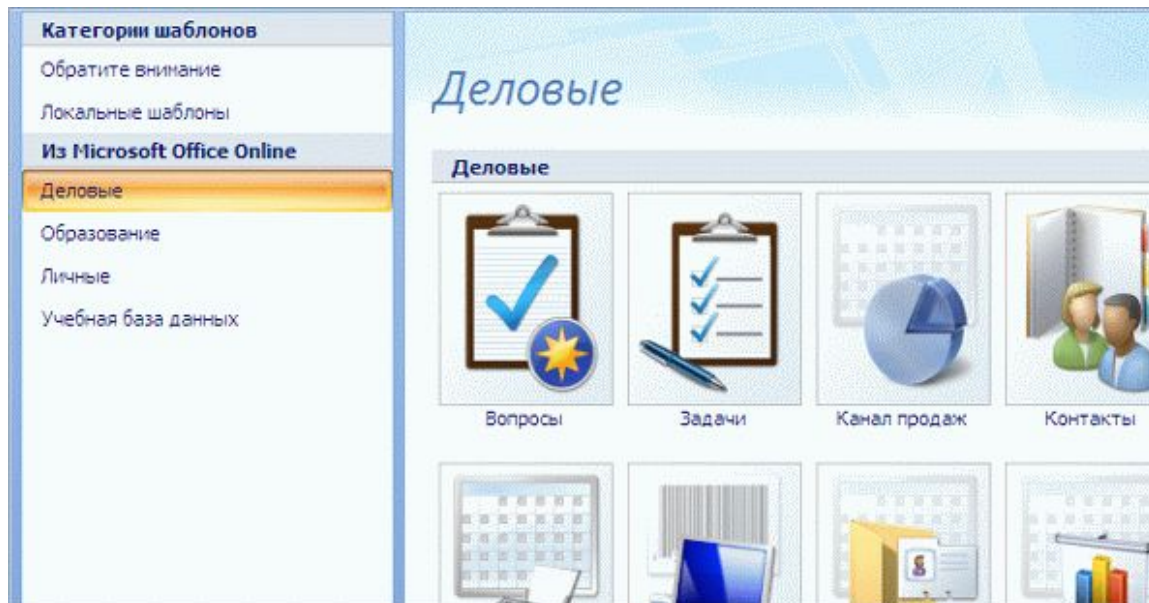 Категории шаблонов
Обратите внимание
Локальные шаблоны
Из Microsoft Office Online
Деловые
Образование
Личные
Учебная база данных
Деловые
Деловые
Вопросы
Задачи
Канал продаж
Контакты